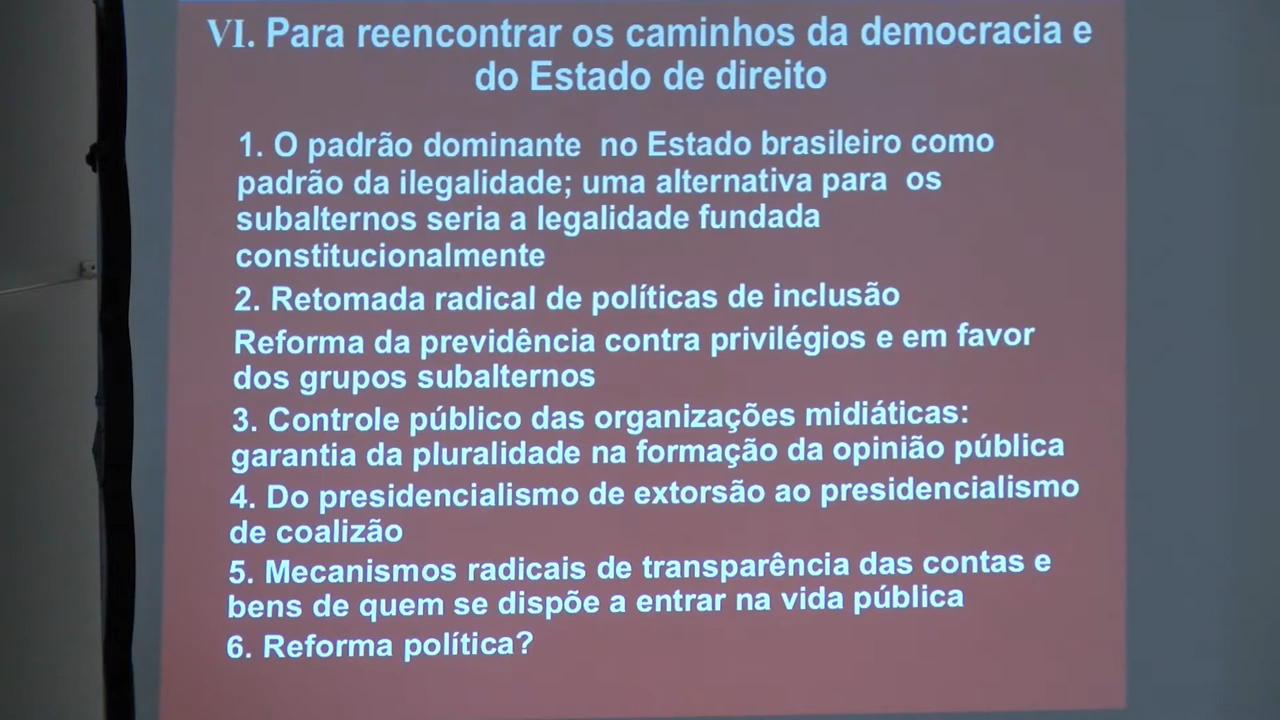 VI. Para reencontrar os caminhos da democracia e
do Estado de direito
1. O padrão dominante no Estado brasileiro como
padrão da ilegalidade; uma alternativa para os
subalternos seria a legalidade fundada
constitucionalmente
2. Retomada radical de políticas de inclusão
Reforma da previdência contra privilégios e em favor
dos grupos subalternos
3. Controle público das organizações midiáticas:
garantia da pluralidade na formação da opinião pública
4. Do presidencialismo de extorsão ao presidencialismo
de coalizão
5. Mecanismos radicais de transparência das contas e
bens de quem se dispõe a entrar na vida pública
6. Reforma política?